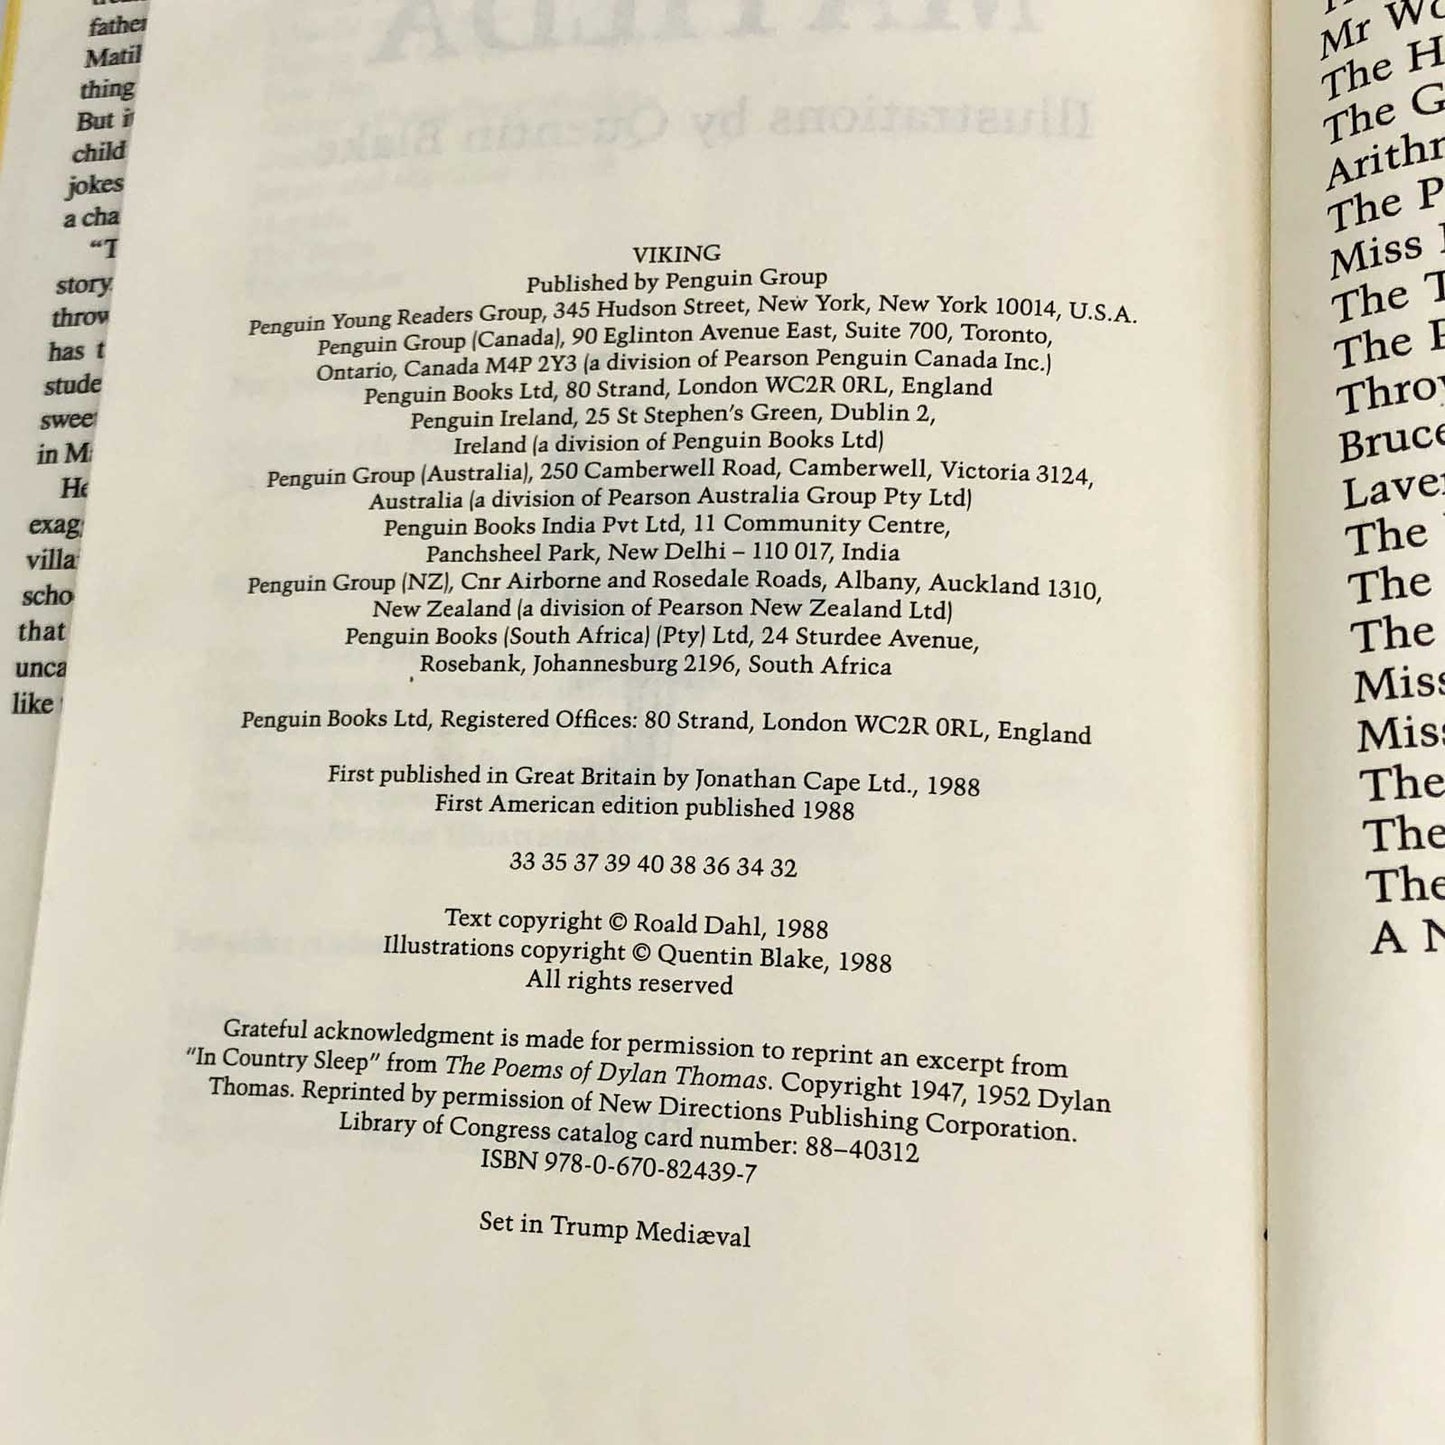 father
Matil
thing
But i
child
jokes
a cha
"T
story
throw
has t
stude
swee
in M
He
exag
villa
scho
that
unca
like
MATILDA
Illustrations by Quentin Blake
VIKING
Published by Penguin Group
Penguin Young Readers Group, 345 Hudson Street, New York, New York 10014, U.S.A.
Penguin Group (Canada), 90 Eglinton Avenue East, Suite 700, Toronto,
Ontario, Canada M4P 2Y3 (a division of Pearson Penguin Canada Inc.)
Penguin Books Ltd, 80 Strand, London WC2R 0RL, England
Penguin Ireland, 25 St Stephen's Green, Dublin 2,
Ireland (a division of Penguin Books Ltd)
Penguin Group (Australia), 250 Camberwell Road, Camberwell, Victoria 3124,
Australia (a division of Pearson Australia Group Pty Ltd)
Penguin Books India Pvt Ltd, 11 Community Centre,
Panchsheel Park, New Delhi – 110 017, India
Penguin Group (NZ), Cnr Airborne and Rosedale Roads, Albany, Auckland 1310,
New Zealand (a division of Pearson New Zealand Ltd)
Penguin Books (South Africa) (Pty) Ltd, 24 Sturdee Avenue,
Rosebank, Johannesburg 2196, South Africa
Penguin Books Ltd, Registered Offices: 80 Strand, London WC2R 0RL, England
First published in Great Britain by Jonathan Cape Ltd., 1988
First American edition published 1988
33 35 37 39 40 38 36 34 32
Text copyright © Roald Dahl, 1988
Illustrations copyright © Quentin Blake, 1988
All rights reserved
Grateful acknowledgment is made for permission to reprint an excerpt from
"In Country Sleep" from The Poems of Dylan Thomas. Copyright 1947, 1952 Dylan
Thomas. Reprinted by permission of New Directions Publishing Corporation.
Library of Congress catalog card number: 88–40312
ISBN 978-0-670-82439-7
Set in Trump Mediæval
Mr Wo
The H
The G
Arithm
The P
Miss
The T
The
Throw
Bruce
Laven
The
The
The
Miss
Miss
The
The
The
A N